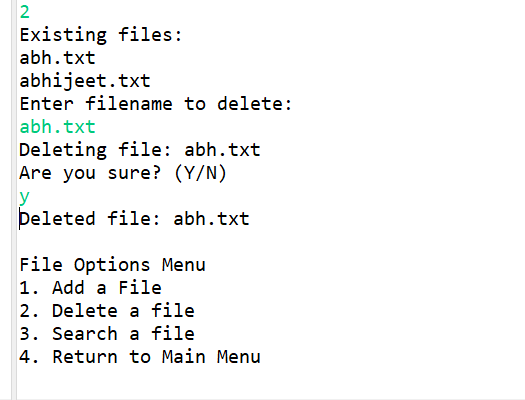 2
Existing files:
abh.txt
abhijeet.txt
Enter filename to delete:
abh.txt
Deleting file: abh.txt
Are you sure? (Y/N)
y
Deleted file: abh.txt

File Options Menu
1. Add a File
2. Delete a file
3. Search a file
4. Return to Main Menu